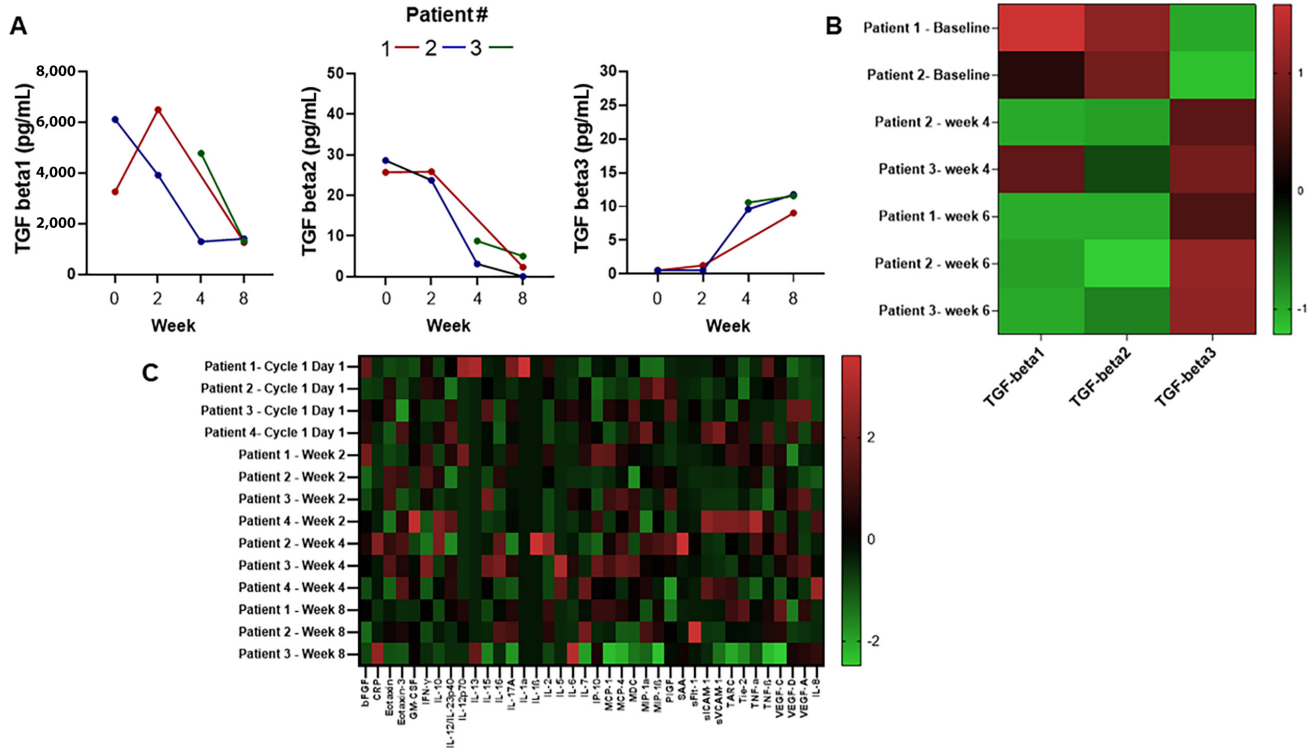 A
Patient #
1 2 3
TGF beta1 (pg/mL)
8,000
6,000
4,000
2,000
0
0 2 4 8
Week
TGF beta2 (pg/mL)
50
40
30
20
10
0
0 2 4 8
Week
TGF beta3 (pg/mL)
30
25
20
15
10
5
0
0 2 4 8
Week
B
Patient 1 - Baseline
Patient 2- Baseline
Patient 2 - week 4
Patient 3- week 4
Patient 1- week 6
Patient 2 - week 6
Patient 3- week 6
TGF-beta1
TGF-beta2
TGF-beta3
1
0
-1
C
Patient 1- Cycle 1 Day 1
Patient 2 - Cycle 1 Day 1
Patient 3 - Cycle 1 Day 1
Patient 4- Cycle 1 Day 1
Patient 1 - Week 2
Patient 2 - Week 2
Patient 3 - Week 2
Patient 4 - Week 2
Patient 2 - Week 4
Patient 3 - Week 4
Patient 4 - Week 4
Patient 1 - Week 8
Patient 2 - Week 8
Patient 3 - Week 8
bFGF
CRP
Eotaxin
Eotaxin-3
GM-CSF
IFN-γ
IL-10
IL-12/IL-23p40
IL-12p70
IL-13
IL-15
IL-16
IL-17A
IL-1a
IL-1ß
IL-2
IL-5
IL-6
IL-7
IP-10
MCP-1
MCP-4
MDC
MIP-1a
MIP-1ß
PlGF
SAA
sFlt-1
sICAM-1
sVCAM-1
TARC
Tie-2
TNF-a
TNF-ß
VEGF-C
VEGF-D
VEGF-A
IL-8
2
0
-2